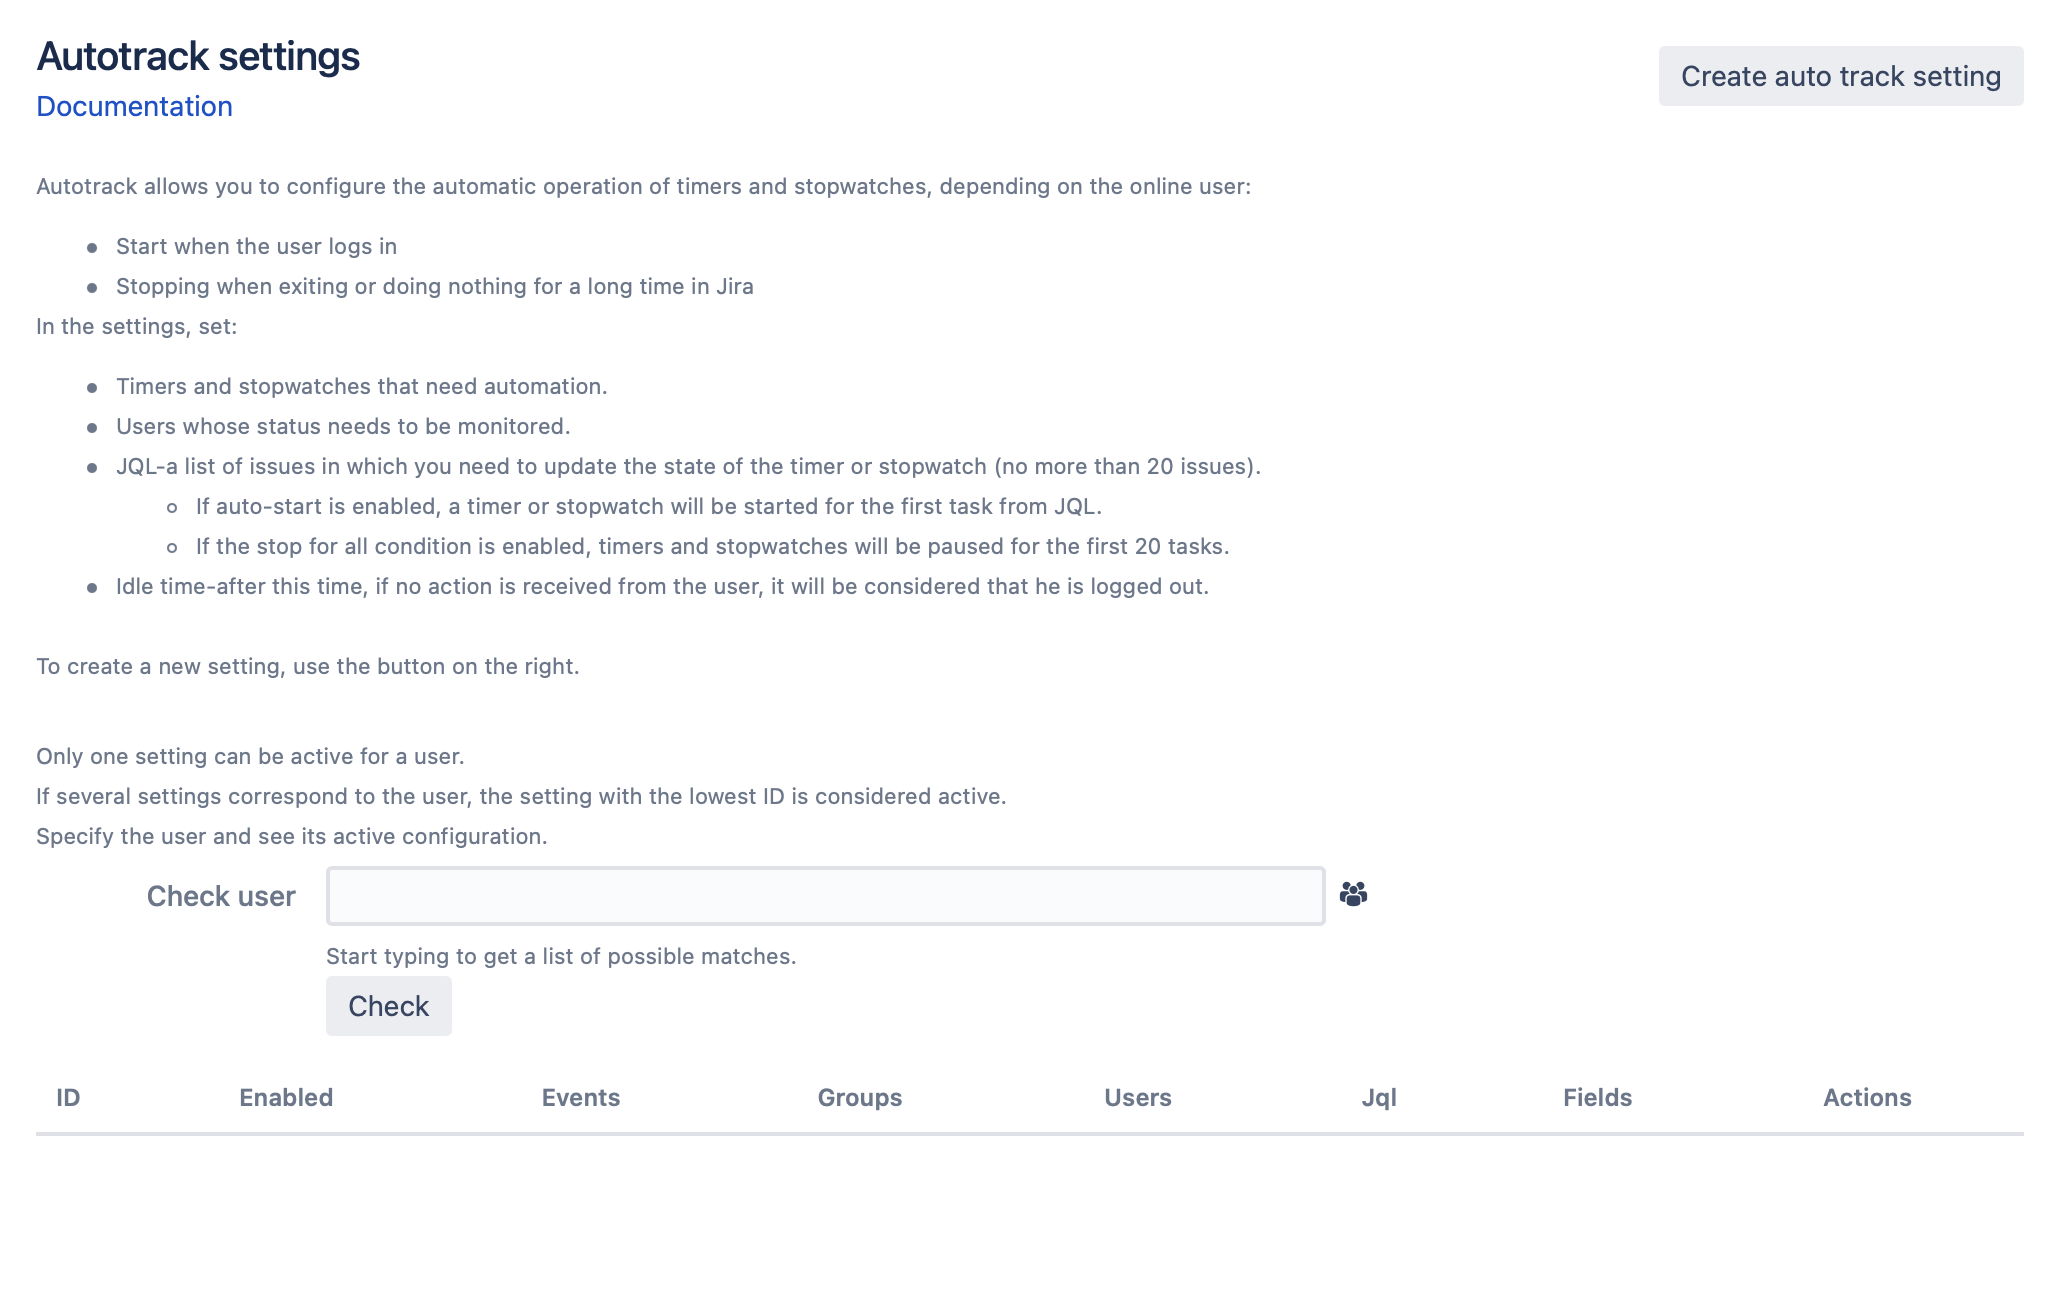 Autotrack settings
Create auto track setting
Documentation
Autotrack allows you to configure the automatic operation of timers and stopwatches, depending on the online user:
Start when the user logs in
Stopping when exiting or doing nothing for a long time in Jira
In the settings, set:
Timers and stopwatches that need automation.
Users whose status needs to be monitored.
JQL-a list of issues in which you need to update the state of the timer or stopwatch (no more than 20 issues).
If auto-start is enabled, a timer or stopwatch will be started for the first task from JQL.
If the stop for all condition is enabled, timers and stopwatches will be paused for the first 20 tasks.
Idle time-after this time, if no action is received from the user, it will be considered that he is logged out.
To create a new setting, use the button on the right.
Only one setting can be active for a user.
If several settings correspond to the user, the setting with the lowest ID is considered active.
Specify the user and see its active configuration.
Check user
Start typing to get a list of possible matches.
Check
ID Enabled Events Groups Users Jql Fields Actions